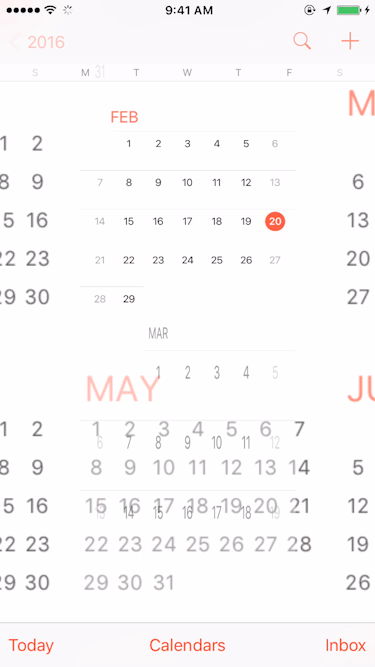 9:41 AM
2016
S M 31 T W T F S
M
FEB
1 2 1 2 3 4 5 6
8 9 7 8 9 10 11 12 13 6
15 16 14 15 16 17 18 19 20 13
22 23 21 22 23 24 25 26 27 20
29 30 28 29 27
MAR
1 2 3 4 5
MAY JU
1 2 1 2 3 4 5 6 7
6 7 8 9 10 11 12
8 9 8 9 10 11 12 13 14 5
15 16 15 16 17 18 19 20 21 12
13 14 15 16 17 18 19
22 23 22 23 24 25 26 27 28 19
29 30 29 30 31 26
Today Calendars Inbox